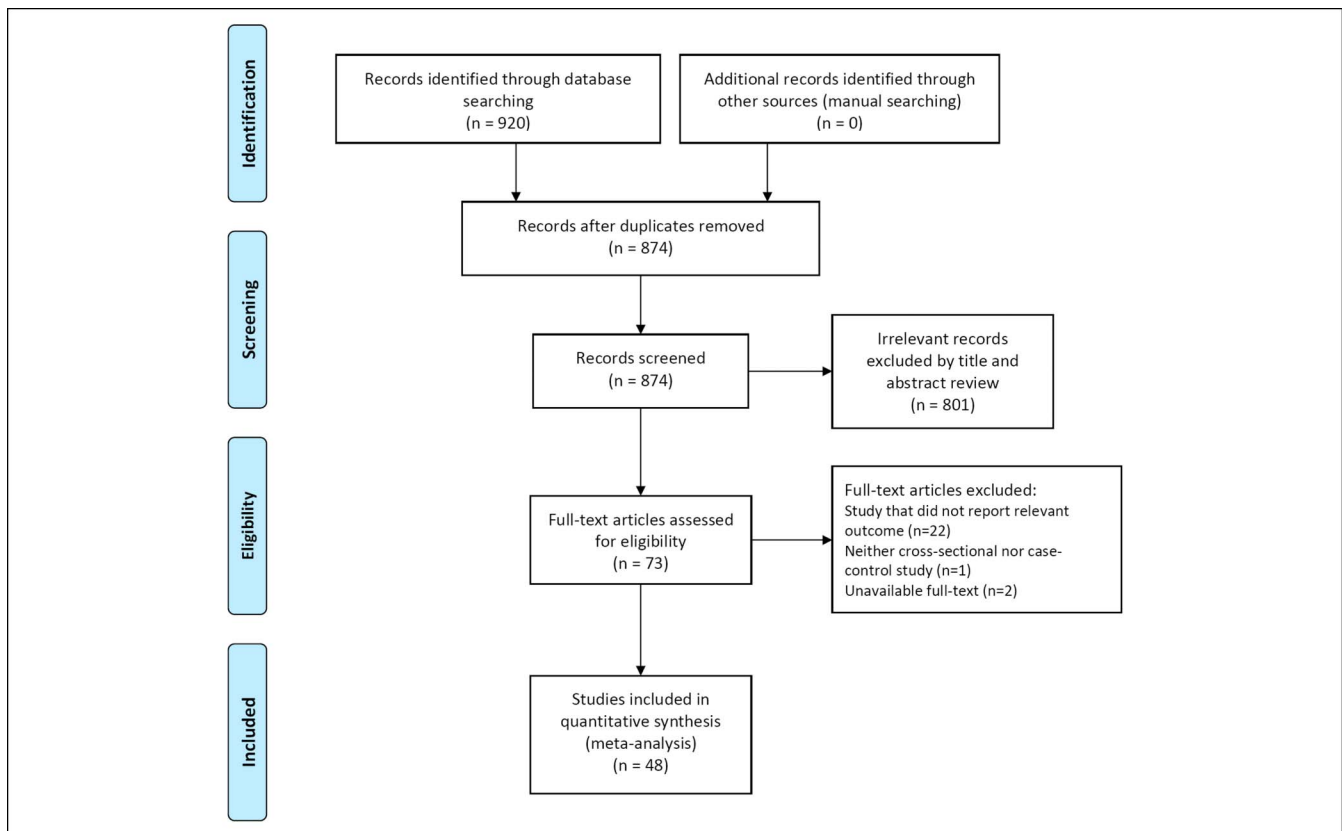 Identification
Records identified through database
searching
(n = 920)
Additional records identified through
other sources (manual searching)
(n = 0)
Records after duplicates removed
(n = 874)
Screening
Records screened
(n = 874)
Irrelevant records
excluded by title and
abstract review
(n = 801)
Eligibility
Full-text articles assessed
for eligibility
(n = 73)
Full-text articles excluded:
Study that did not report relevant
outcome (n=22)
Neither cross-sectional nor case-
control study (n=1)
Unavailable full-text (n=2)
Included
Studies included in
quantitative synthesis
(meta-analysis)
(n = 48)